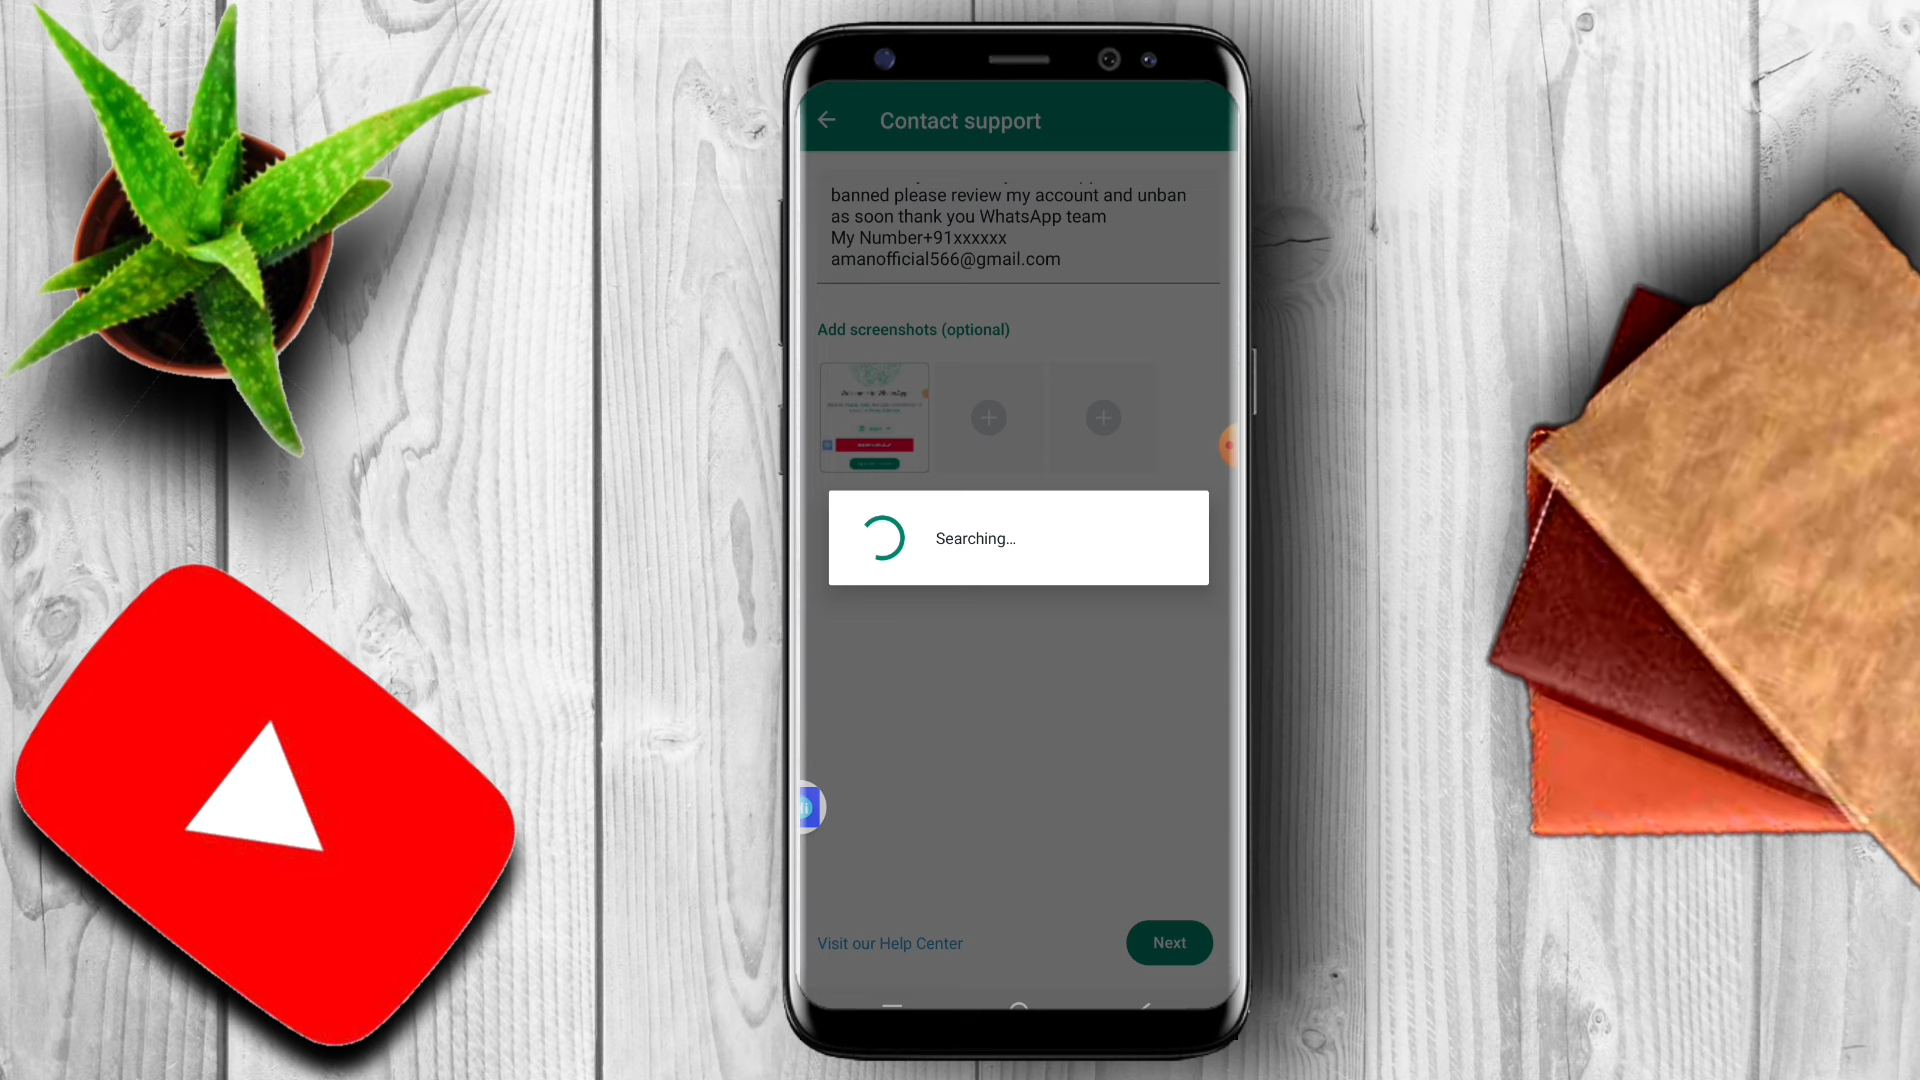 Contact support
banned please review my account and unban
as soon thank you WhatsApp team
My Number+91xxxxxx
amanofficial566@gmail.com
Add screenshots (optional)
Searching...
Visit our Help Center
Next